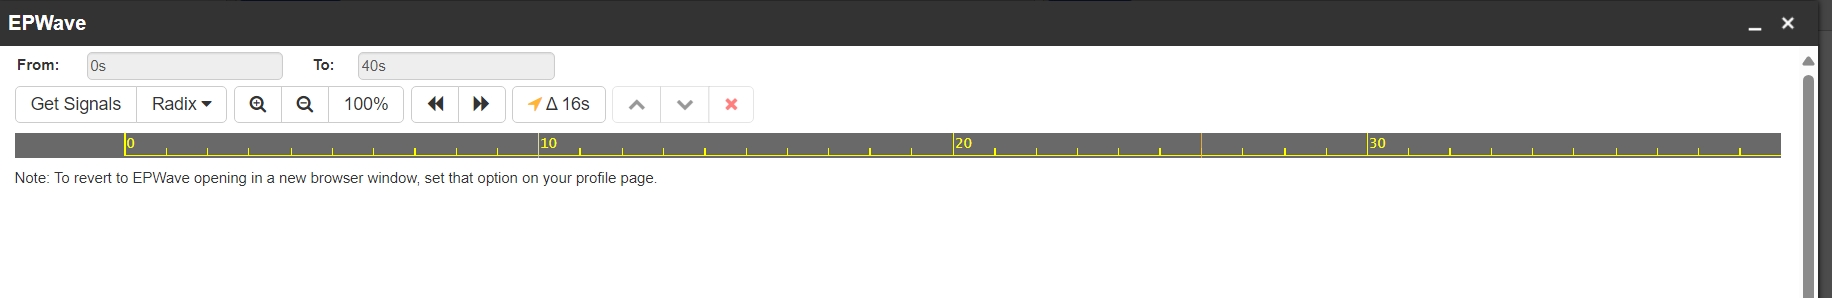 EPWave
From: 0s To: 40s
Get Signals Radix 100% Δ 16s
0 10 20 30
Note: To revert to EPWave opening in a new browser window, set that option on your profile page.